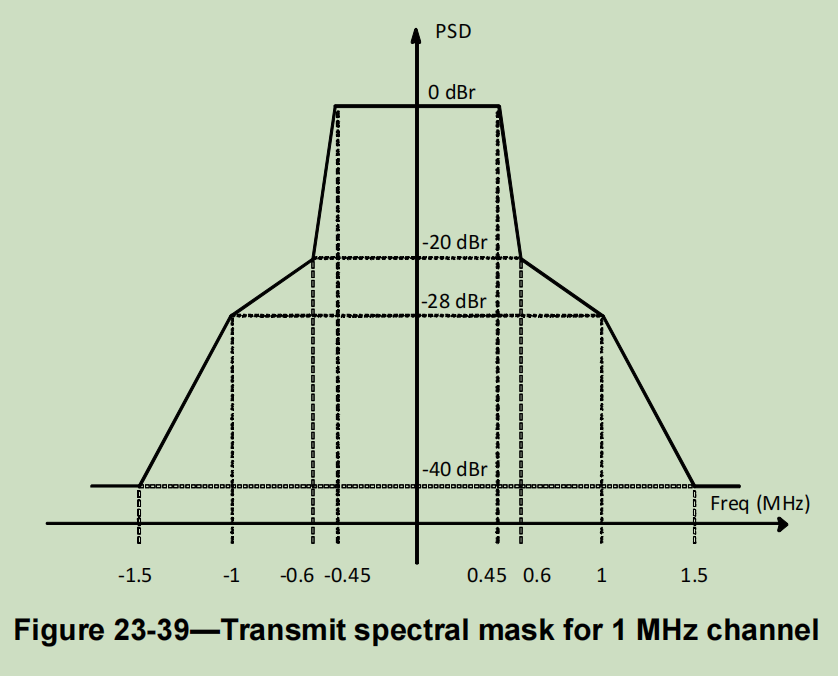 PSD
0 dBr
-20 dBr
-28 dBr
-40 dBr
Freq (MHz)
-1.5 -1 -0.6 -0.45 0.45 0.6 1 1.5
Figure 23-39—Transmit spectral mask for 1 MHz channel